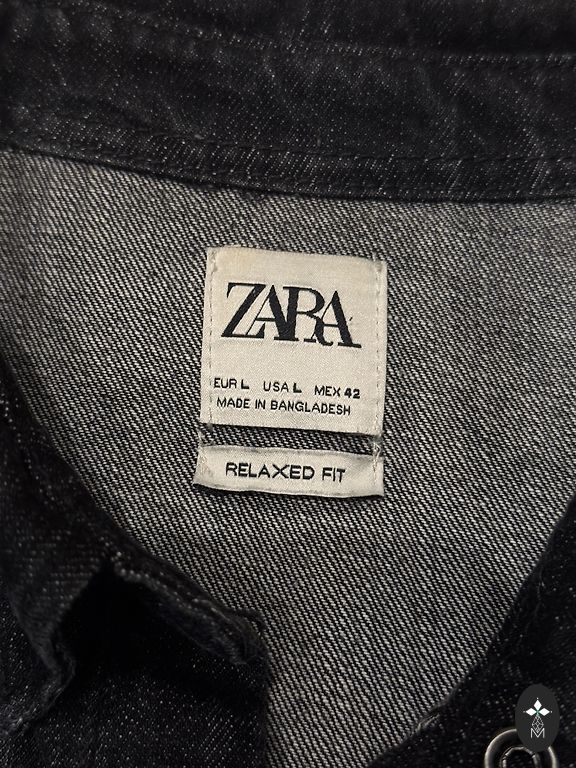 ZARA
EUR L USA L MEX 42
MADE IN BANGLADESH
RELAXED FIT
M